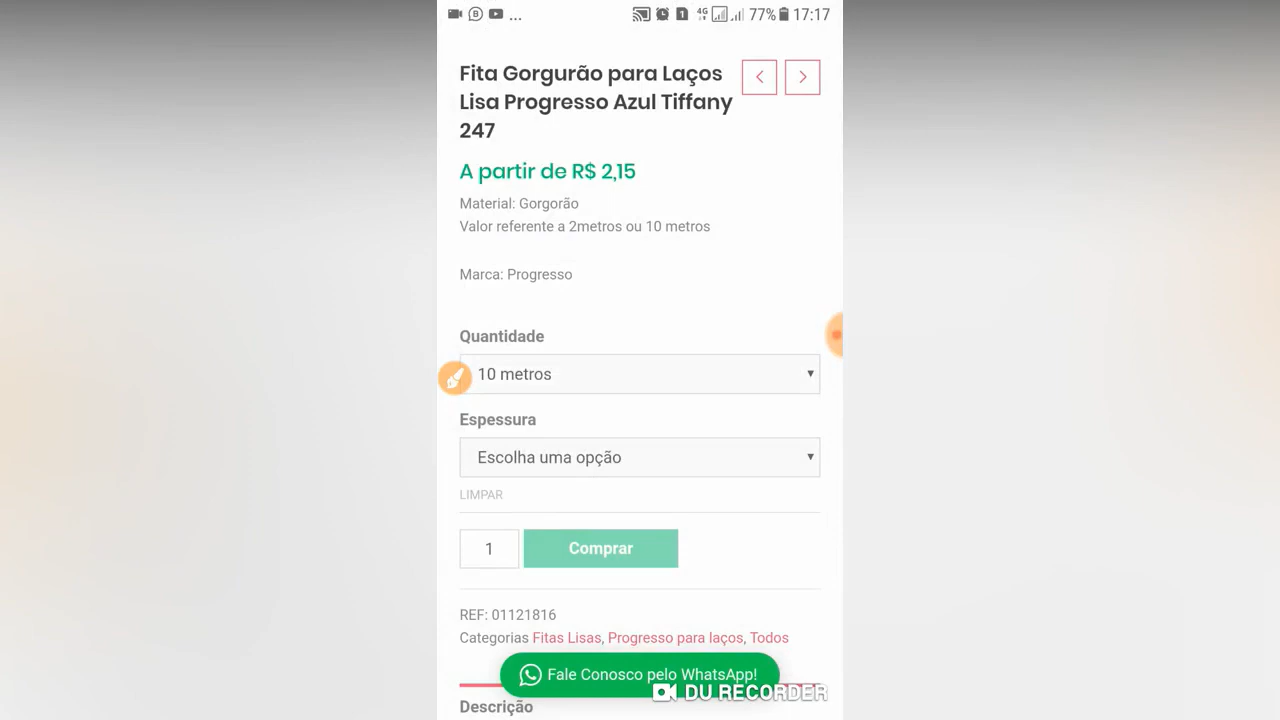 ... 1 4G 77% 17:17
Fita Gorgurão para Laços
Lisa Progresso Azul Tiffany
247
A partir de R$ 2,15
Material: Gorgorão
Valor referente a 2metros ou 10 metros
Marca: Progresso
Quantidade
10 metros
Espessura
Escolha uma opção
LIMPAR
1 Comprar
REF: 01121816
Categorias Fitas Lisas, Progresso para laços, Todos
Fale Conosco pelo WhatsApp!
DU RECORDER
Descrição